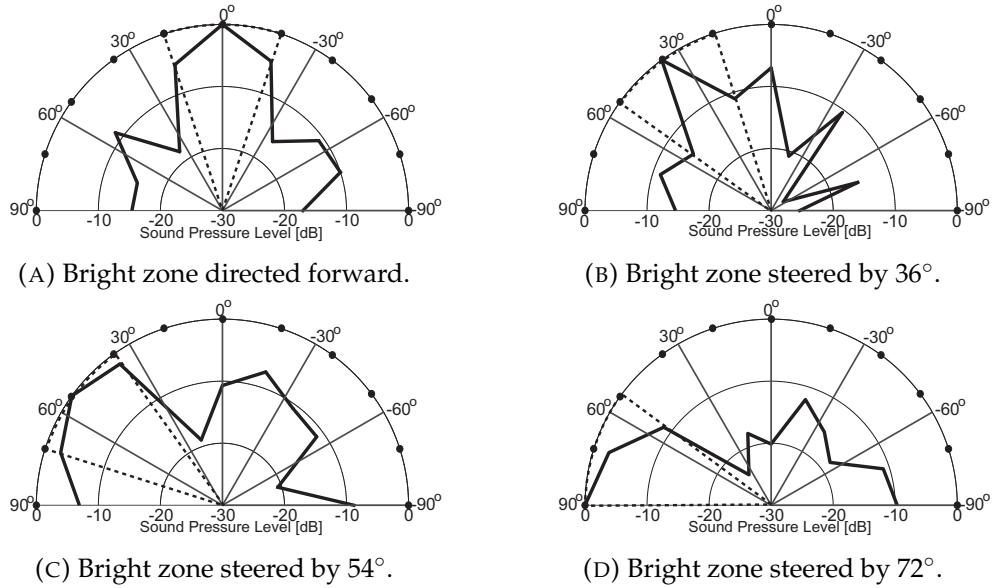 0°
0°
30°
-30°
30°
-30°
60°
-60°
60°
-60°
90°
-90°
90°
-90°
0 -10 -20 -30 -20 -10 0
0 -10 -20 -30 -20 -10 0
Sound Pressure Level [dB]
Sound Pressure Level [dB]
(A) Bright zone directed forward.
(B) Bright zone steered by 36°.
0°
0°
30°
-30°
30°
-30°
60°
-60°
60°
-60°
90°
-90°
90°
-90°
0 -10 -20 -30 -20 -10 0
0 -10 -20 -30 -20 -10 0
Sound Pressure Level [dB]
Sound Pressure Level [dB]
(C) Bright zone steered by 54°.
(D) Bright zone steered by 72°.